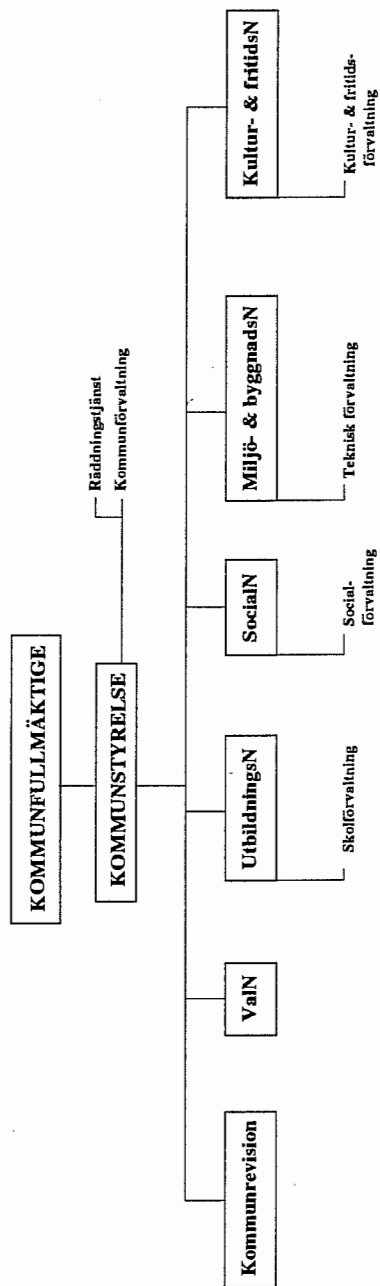 KOMMUNFULLMÄKTIGE
KOMMUNSTYRELSE
Räddningstjänst
Kommunförvaltning
Kommunrevision
ValN
UtbildningsN
SocialN
Miljö- & byggnadsN
Kultur- & fritidsN
Skolförvaltning
Social-
förvaltning
Teknisk förvaltning
Kultur- & fritids-
förvaltning